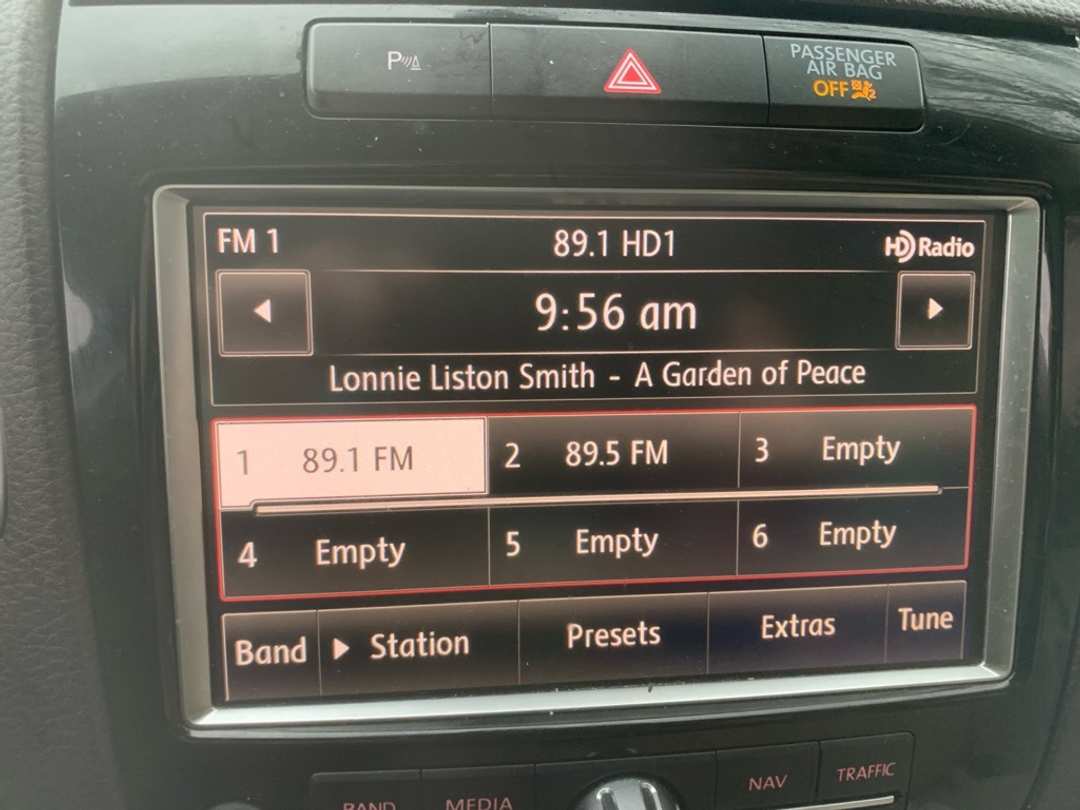 P
PASSENGER
AIR BAG
OFF 2
FM 1 89.1 HD1 HD Radio
9:56 am
Lonnie Liston Smith - A Garden of Peace
1 89.1 FM 2 89.5 FM 3 Empty
4 Empty 5 Empty 6 Empty
Band Station Presets Extras Tune
BAND MEDIA NAV TRAFFIC